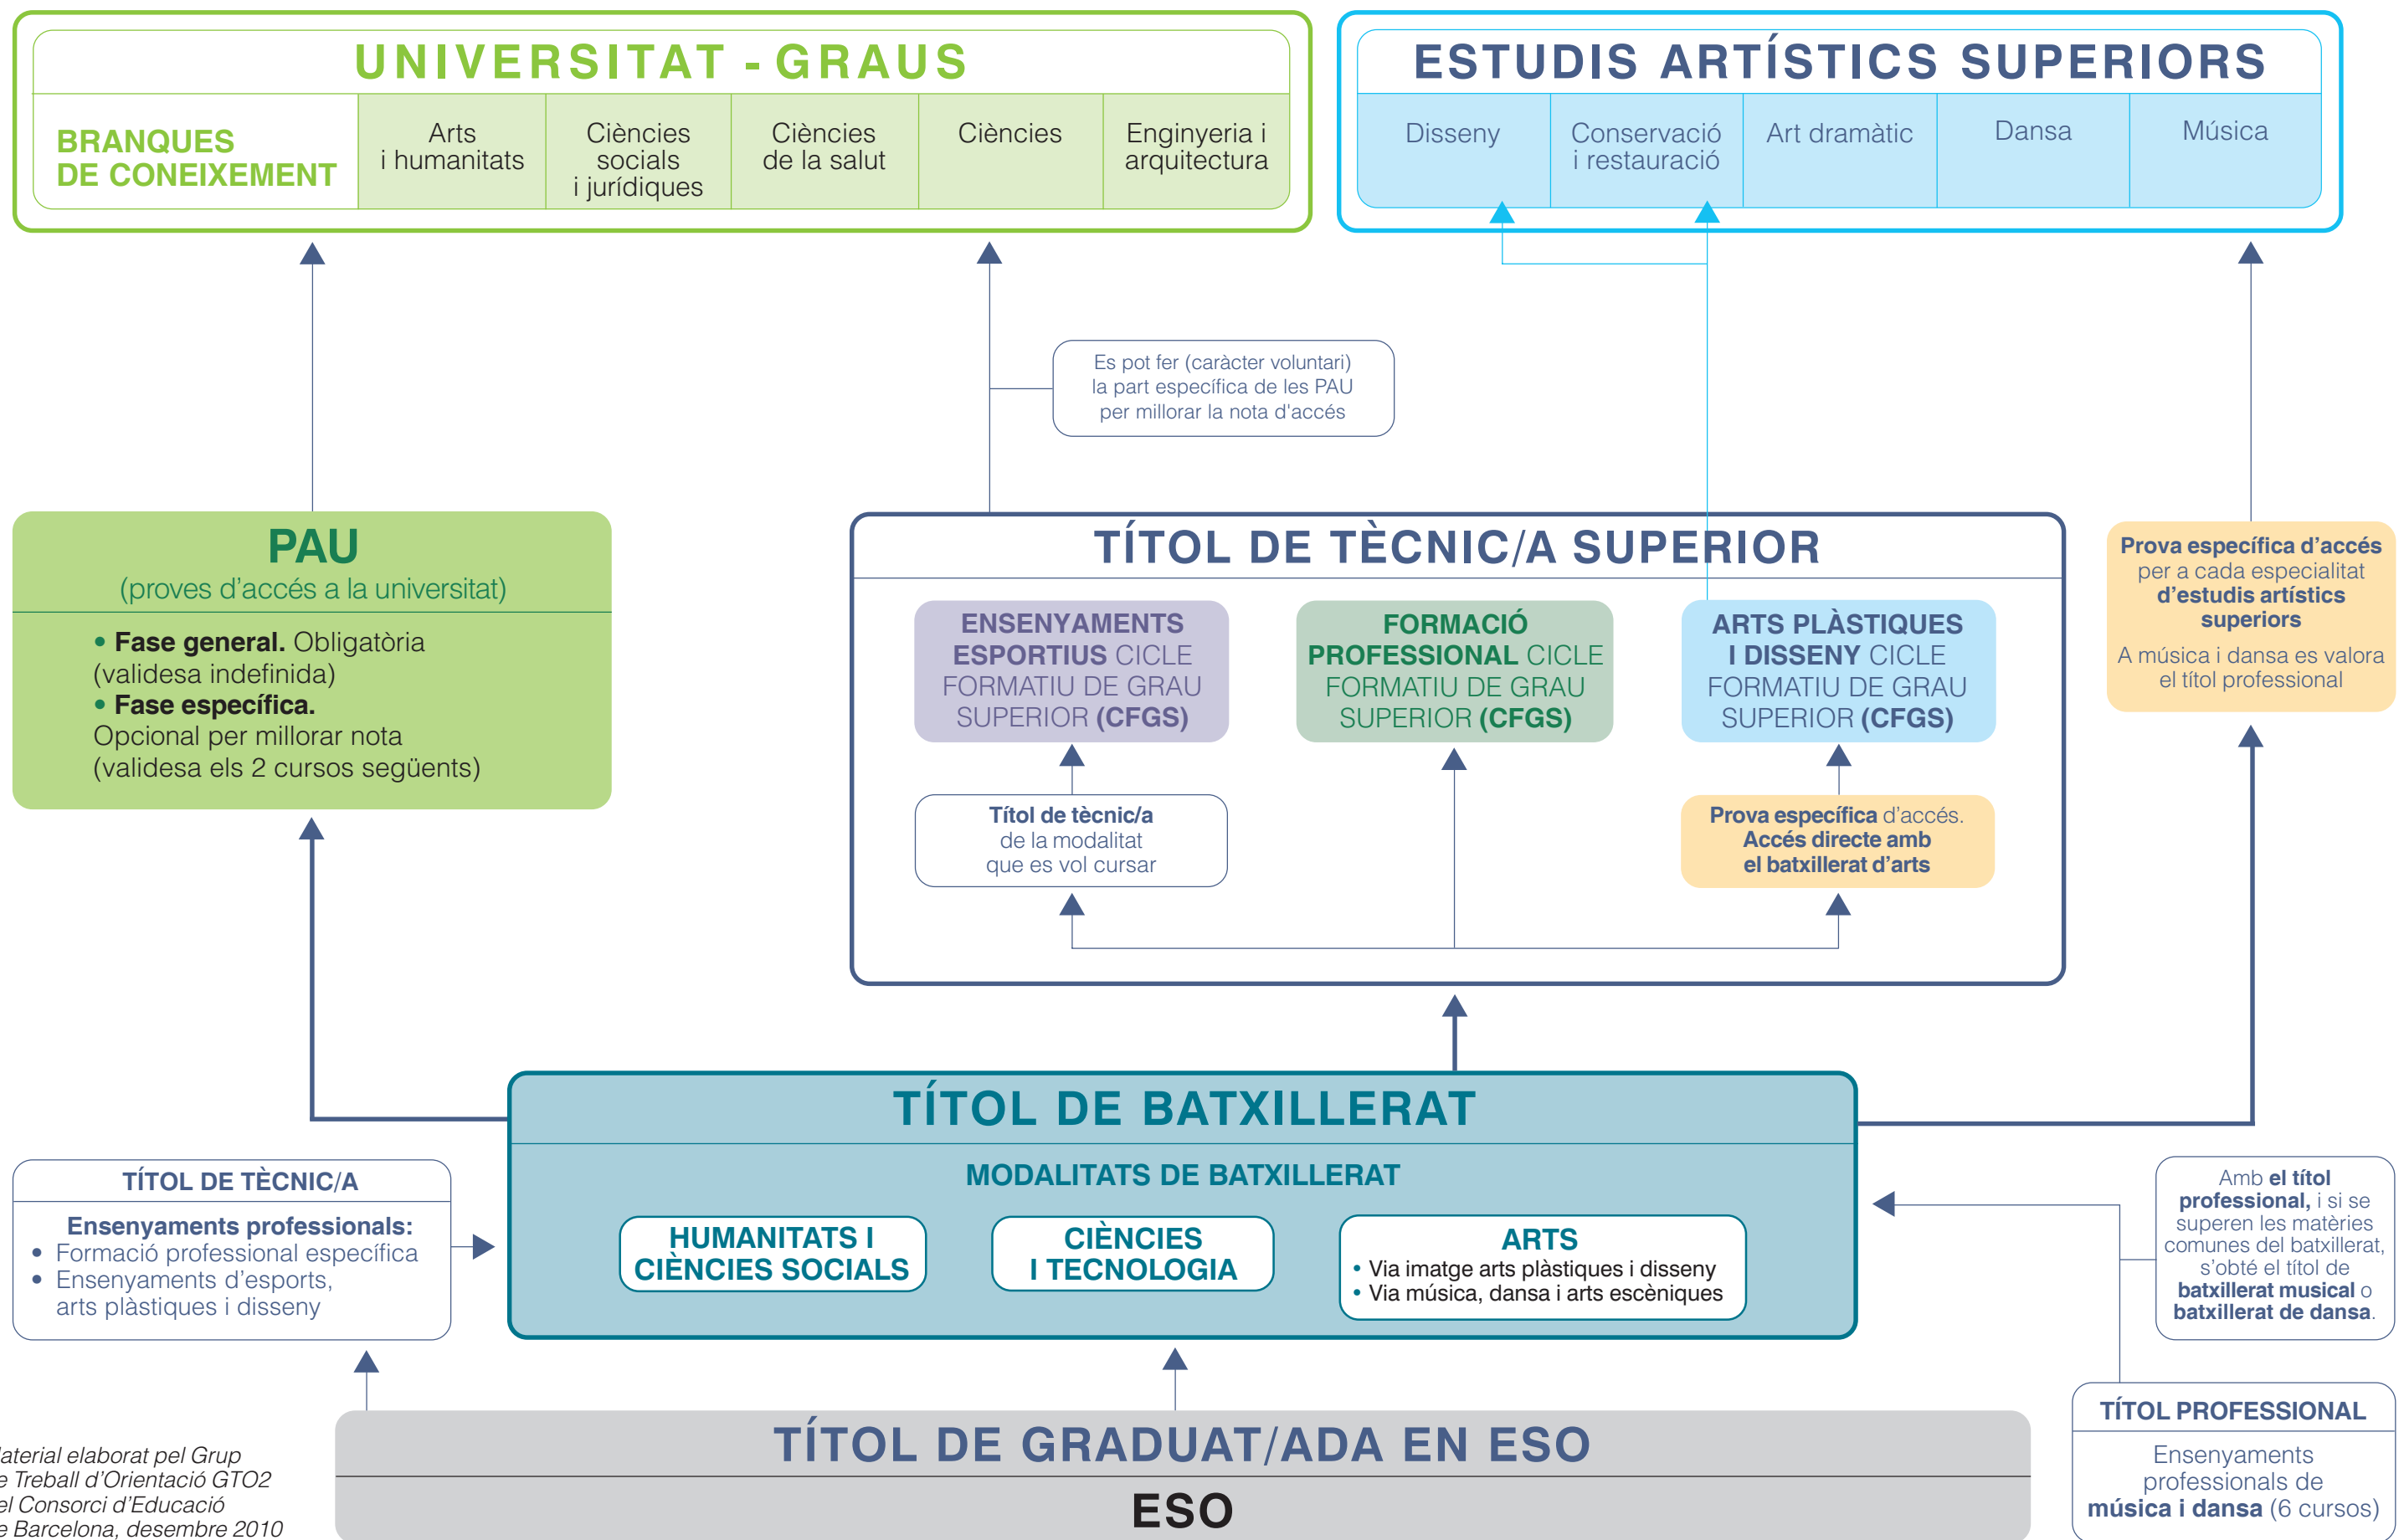 UNIVERSITAT - GRAUS
BRANQUES
DE CONEIXEMENT
Arts
i humanitats
Ciències
socials
i jurídiques
Ciències
de la salut
Ciències
Enginyeria i
arquitectura
ESTUDIS ARTÍSTICS SUPERIORS
Disseny
Conservació
i restauració
Art dramàtic
Dansa
Música
Es pot fer (caràcter voluntari)
la part específica de les PAU
per millorar la nota d'accés
PAU
(proves d’accés a la universitat)
• Fase general. Obligatòria
(validesa indefinida)
• Fase específica.
Opcional per millorar nota
(validesa els 2 cursos següents)
TÍTOL DE TÈCNIC/A SUPERIOR
ENSENYAMENTS
ESPORTIUS CICLE
FORMATIU DE GRAU
SUPERIOR (CFGS)
FORMACIÓ
PROFESSIONAL CICLE
FORMATIU DE GRAU
SUPERIOR (CFGS)
ARTS PLÀSTIQUES
I DISSENY CICLE
FORMATIU DE GRAU
SUPERIOR (CFGS)
Títol de tècnic/a
de la modalitat
que es vol cursar
Prova específica d’accés.
Accés directe amb
el batxillerat d’arts
Prova específica d’accés
per a cada especialitat
d’estudis artístics
superiors
A música i dansa es valora
el títol professional
TÍTOL DE BATXILLERAT
MODALITATS DE BATXILLERAT
HUMANITATS I
CIÈNCIES SOCIALS
CIÈNCIES
I TECNOLOGIA
ARTS
• Via imatge arts plàstiques i disseny
• Via música, dansa i arts escèniques
TÍTOL DE TÈCNIC/A
Ensenyaments professionals:
• Formació professional específica
• Ensenyaments d’esports,
arts plàstiques i disseny
Amb el títol
professional, i si se
superen les matèries
comunes del batxillerat,
s’obté el títol de
batxillerat musical o
batxillerat de dansa.
TÍTOL PROFESSIONAL
Ensenyaments
professionals de
música i dansa (6 cursos)
TÍTOL DE GRADUAT/ADA EN ESO
ESO
aterial elaborat pel Grup
e Treball d’Orientació GTO2
el Consorci d’Educació
e Barcelona, desembre 2010